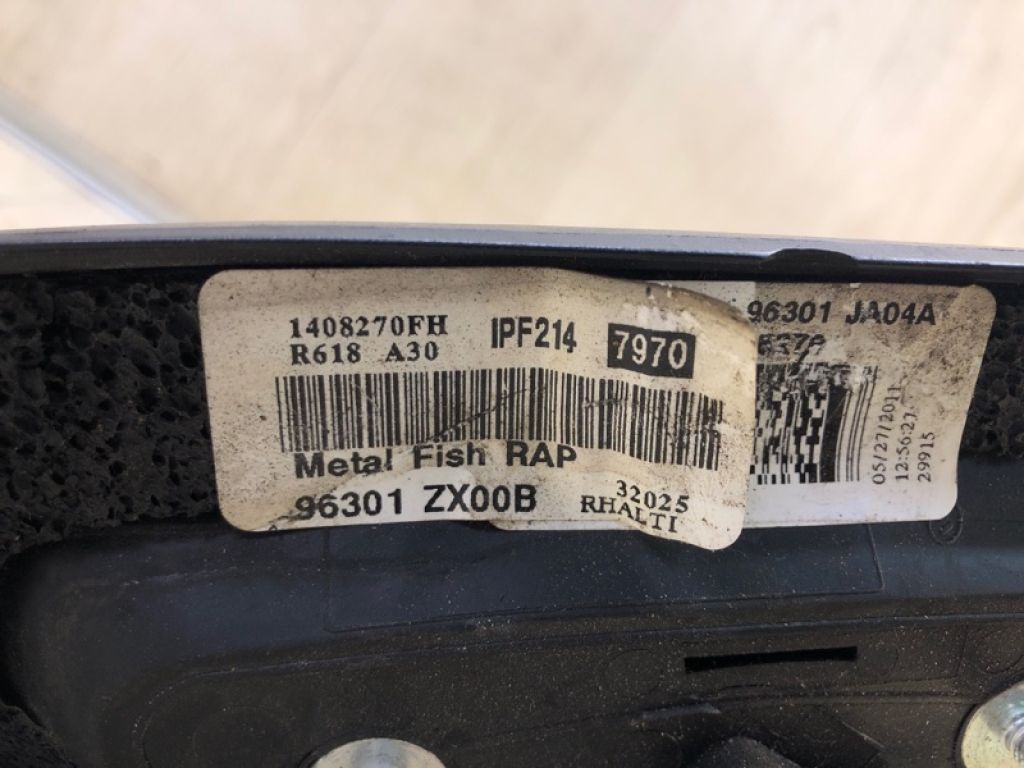 1408270FH
R618 A30
IPF214
7970
Metal Fish RAP
96301 ZX00B
32025
RHALTI
96301 JA04A
05/27/2011
12:56:27
29915